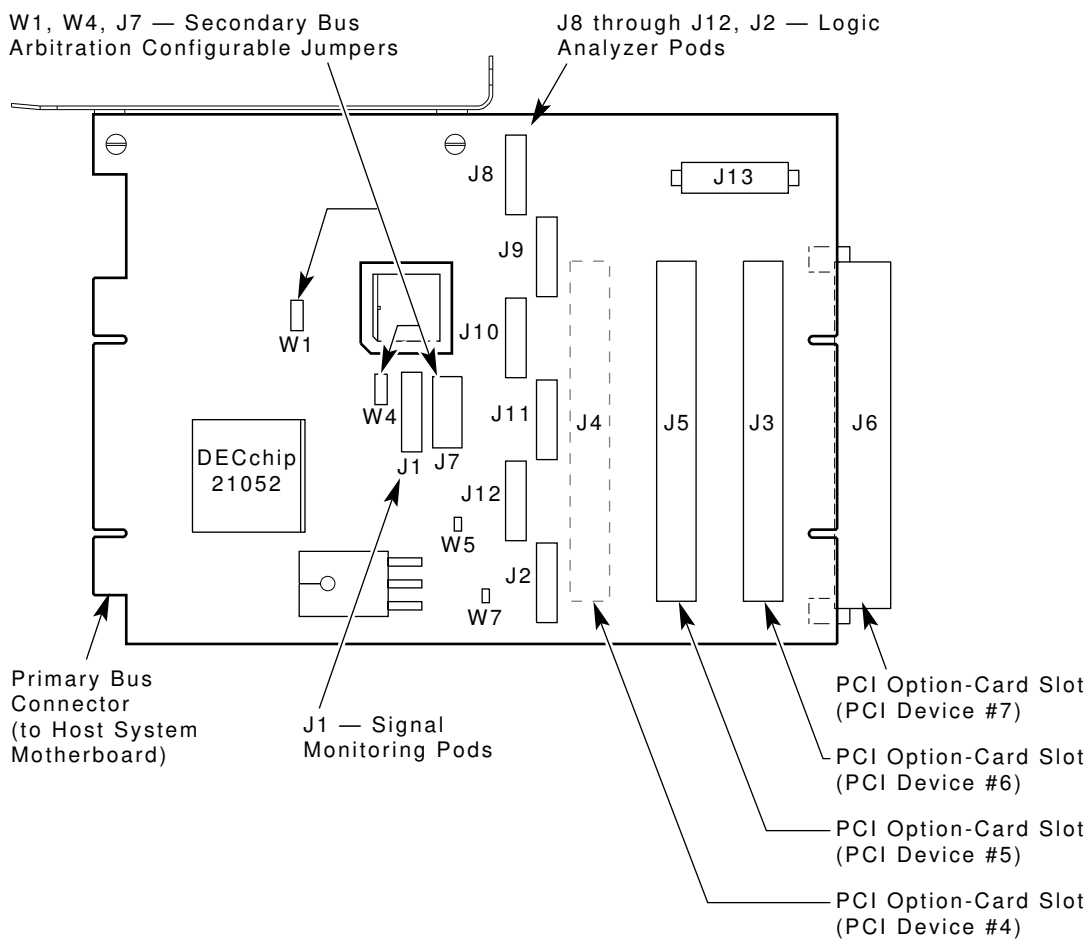 W1, W4, J7 — Secondary Bus
Arbitration Configurable Jumpers
J8 through J12, J2 — Logic
Analyzer Pods
J8
J13
J9
W1
J10
W4
J11
J4
J5
J3
J6
DECchip
21052
J1
J7
J12
W5
J2
W7
Primary Bus
Connector
(to Host System
Motherboard)
J1 — Signal
Monitoring Pods
PCI Option-Card Slot
(PCI Device #7)
PCI Option-Card Slot
(PCI Device #6)
PCI Option-Card Slot
(PCI Device #5)
PCI Option-Card Slot
(PCI Device #4)